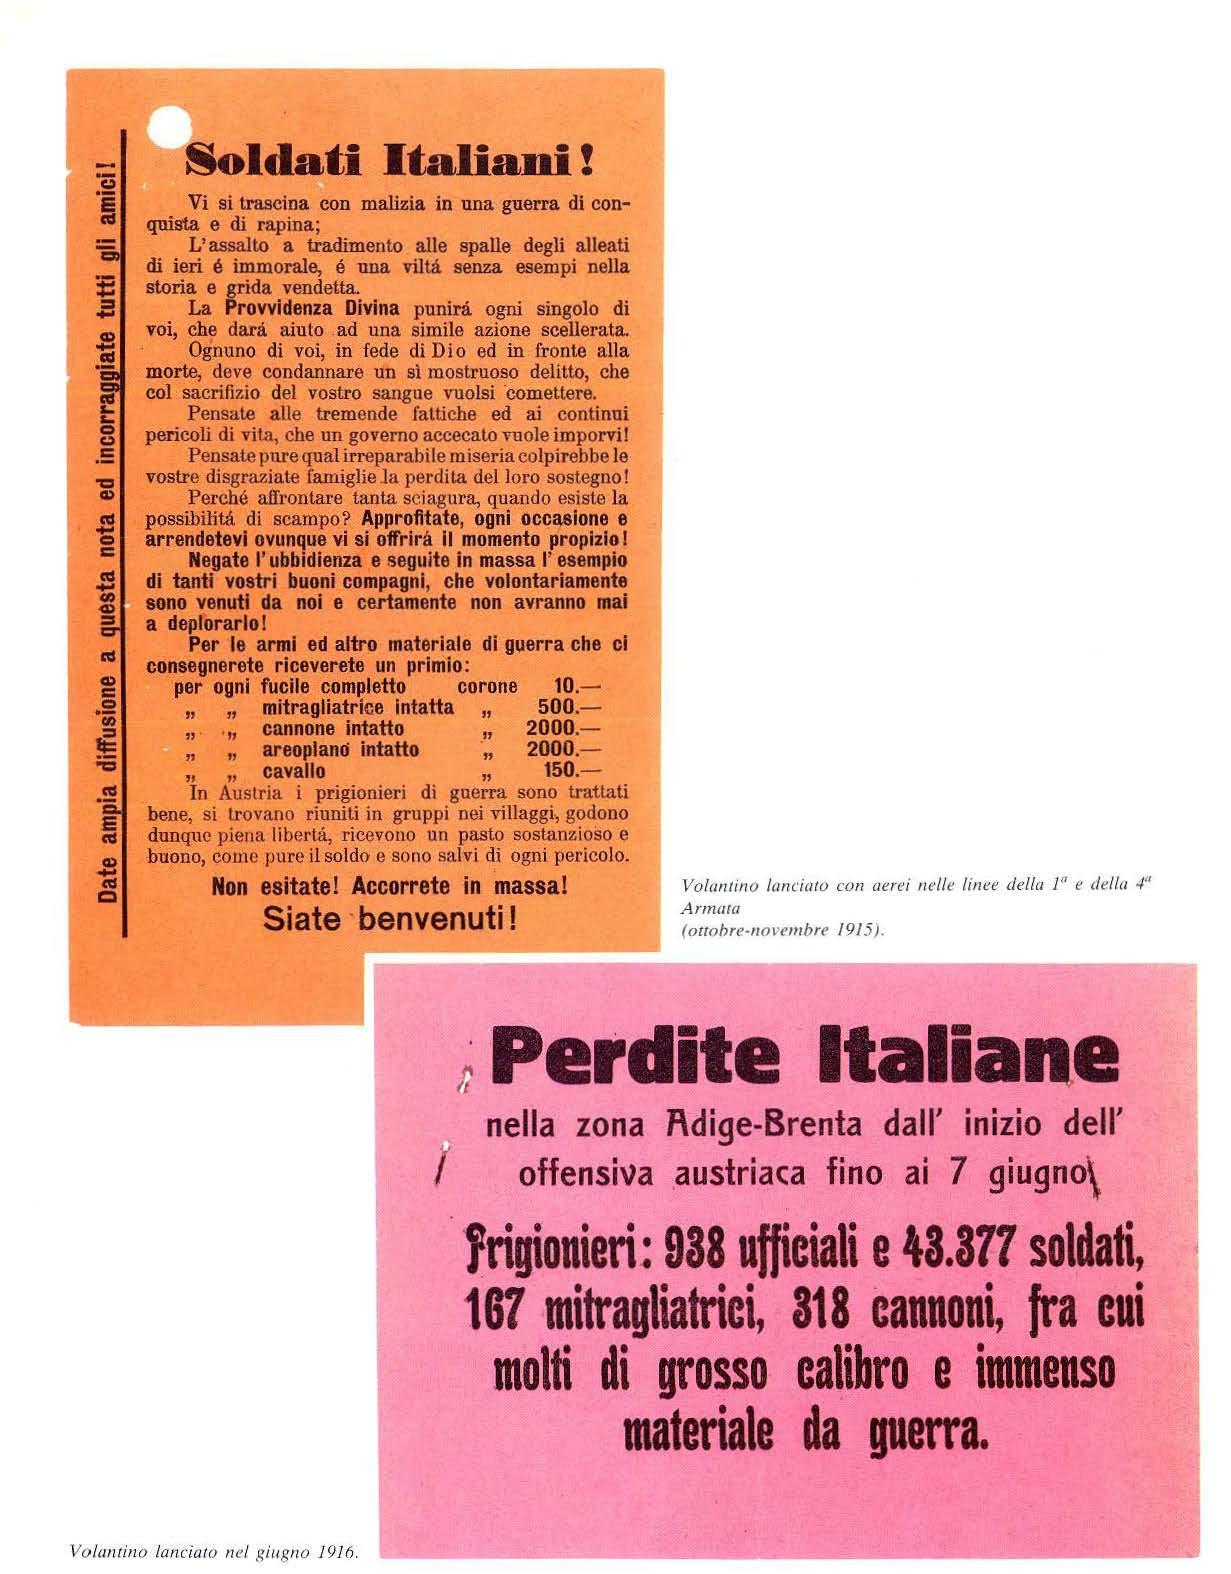 Date ampia diffusione a questa nota ed incorraggiate tutti gli amici!
Soldati Italiani!
Vi si trascina con malizia in una guerra di con-
quista e di rapina;
L'assalto a tradimento alle spalle degli alleati
di ieri é immorale, é una viltá senza esempi nella
storia e grida vendetta.
La Provvidenza Divina punirá ogni singolo di
voi, che dará aiuto ad una simile azione scellerata.
Ognuno di voi, in fede di Dio ed in fronte alla
morte, deve condannare un sì mostruoso delitto, che
col sacrifizio del vostro sangue vuolsi comettere.
Pensate alle tremende fattiche ed ai continui
pericoli di vita, che un governo accecato vuole imporvi!
Pensate pure qual irreparabile miseria colpirebbe le
vostre disgraziate famiglie la perdita del loro sostegno!
Perché affrontare tanta sciagura, quando esiste la
possibilitá di scampo? Approfitate, ogni occasione e
arrendetevi ovunque vi si offrirá il momento propizio!
Negate l'ubbidienza e seguite in massa l'esempio
di tanti vostri buoni compagni, che volontariamente
sono venuti da noi e certamente non avranno mai
a deplorarlo!
Per le armi ed altro materiale di guerra che ci
consegnerete riceverete un primio:
per ogni fucile completto corone 10.—
„ „ mitragliatrice intatta „ 500.—
„ „ cannone intatto „ 2000.—
„ „ areoplano intatto „ 2000.—
„ „ cavallo „ 150.—
In Austria i prigionieri di guerra sono trattati
bene, si trovano riuniti in gruppi nei villaggi, godono
dunque piena libertá, ricevono un pasto sostanzioso e
buono, come pure il soldo e sono salvi di ogni pericolo.
Non esitate! Accorrete in massa!
Siate benvenuti!
Volantino lanciato con aerei nelle linee della 1ª e della 4ª
Armata
(ottobre-novembre 1915).
Perdite Italiane
nella zona Adige-Brenta dall' inizio dell'
offensiva austriaca fino ai 7 giugno
Prigionieri: 938 ufficiali e 43.377 soldati,
167 mitragliatrici, 318 cannoni, fra cui
molti di grosso calibro e immenso
materiale da guerra.
Volantino lanciato nel giugno 1916.